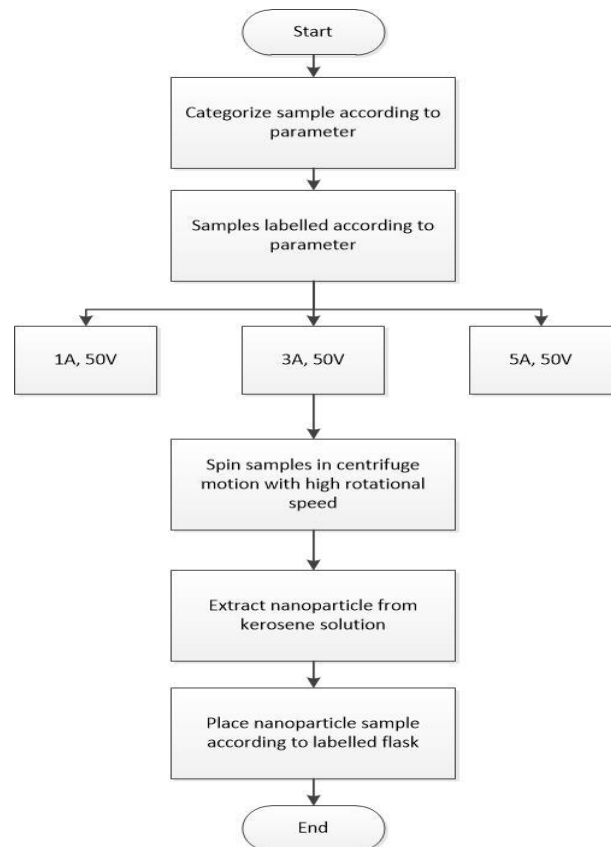 Start
Categorize sample according to
parameter
Samples labelled according to
parameter
1A, 50V
3A, 50V
5A, 50V
Spin samples in centrifuge
motion with high rotational
speed
Extract nanoparticle from
kerosene solution
Place nanoparticle sample
according to labelled flask
End